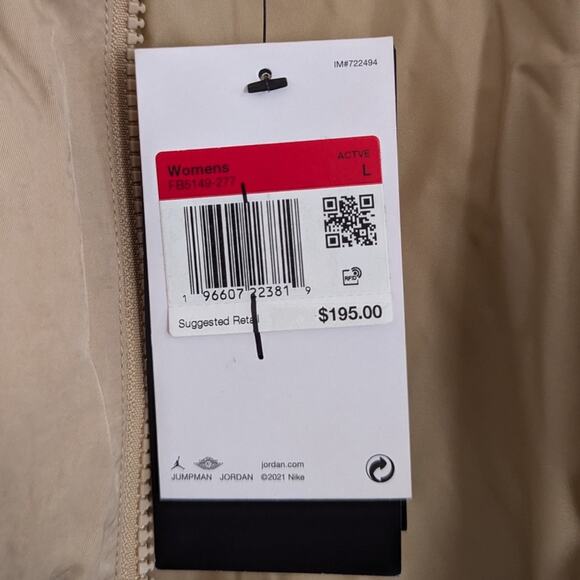 IM#722494
Womens ACTVE
FB5149-277 L
RFID
1 96607 22381 9
Suggested Retail $195.00
jordan.com
JUMPMAN JORDAN ©2021 Nike